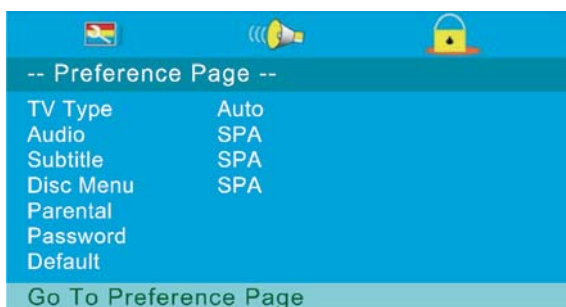 -- Preference Page --
TV Type Auto
Audio SPA
Subtitle SPA
Disc Menu SPA
Parental
Password
Default
Go To Preference Page